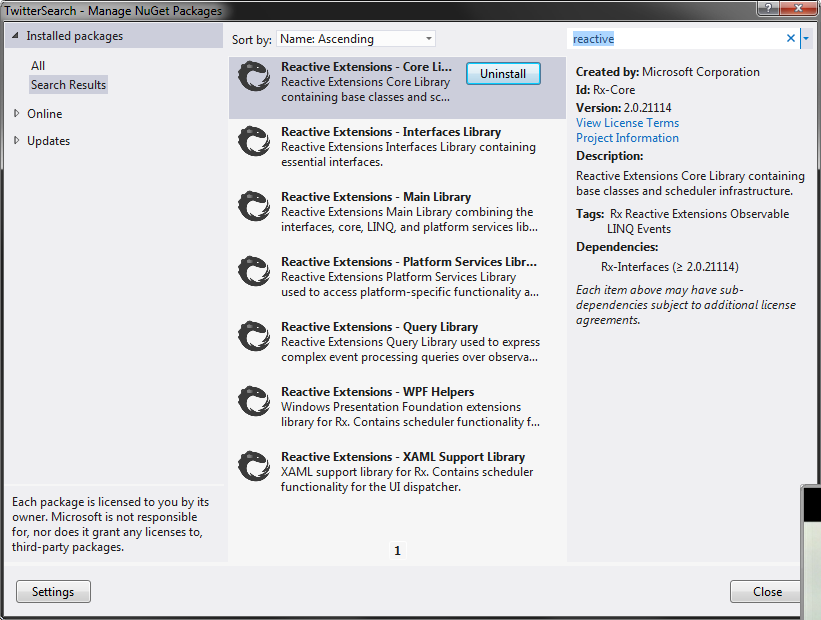 TwitterSearch - Manage NuGet Packages
Installed packages
All
Search Results
Online
Updates
Each package is licensed to you by its
owner. Microsoft is not responsible
for, nor does it grant any licenses to,
third-party packages.
Settings
Sort by: Name: Ascending
Reactive Extensions - Core Li...
Reactive Extensions Core Library
containing base classes and sc...
Uninstall
Reactive Extensions - Interfaces Library
Reactive Extensions Interfaces Library containing
essential interfaces.
Reactive Extensions - Main Library
Reactive Extensions Main Library combining the
interfaces, core, LINQ, and platform services lib...
Reactive Extensions - Platform Services Libr...
Reactive Extensions Platform Services Library
used to access platform-specific functionality a...
Reactive Extensions - Query Library
Reactive Extensions Query Library used to express
complex event processing queries over observa...
Reactive Extensions - WPF Helpers
Windows Presentation Foundation extensions
library for Rx. Contains scheduler functionality f...
Reactive Extensions - XAML Support Library
XAML support library for Rx. Contains scheduler
functionality for the UI dispatcher.
1
reactive
Created by: Microsoft Corporation
Id: Rx-Core
Version: 2.0.21114
View License Terms
Project Information
Description:
Reactive Extensions Core Library containing
base classes and scheduler infrastructure.
Tags: Rx Reactive Extensions Observable
LINQ Events
Dependencies:
Rx-Interfaces (≥ 2.0.21114)
Each item above may have sub-
dependencies subject to additional license
agreements.
Close